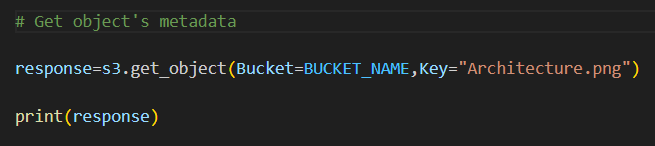 # Get object's metadata
response=s3.get_object(Bucket=BUCKET_NAME,Key="Architecture.png")
print(response)